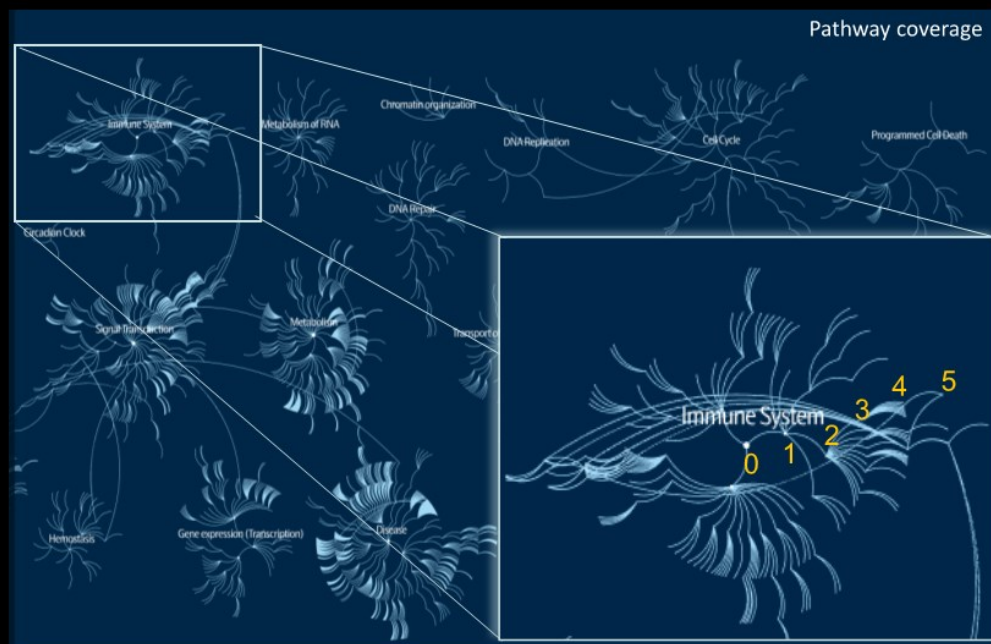 Pathway coverage
Immune System
Metabolism of RNA
Chromatin organization
DNA Replication
Cell Cycle
Programmed Cell Death
DNA Repair
Circadian Clock
Signal Transduction
Metabolism
Transport o
Immune System
0
1
2
3
4
5
Hemostasis
Gene expression (Transcription)
Disease